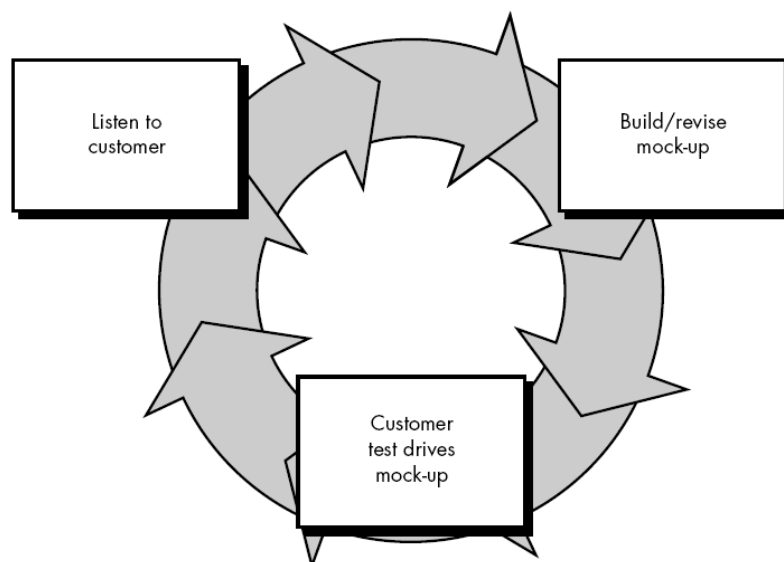 Listen to
customer
Build/revise
mock-up
Customer
test drives
mock-up